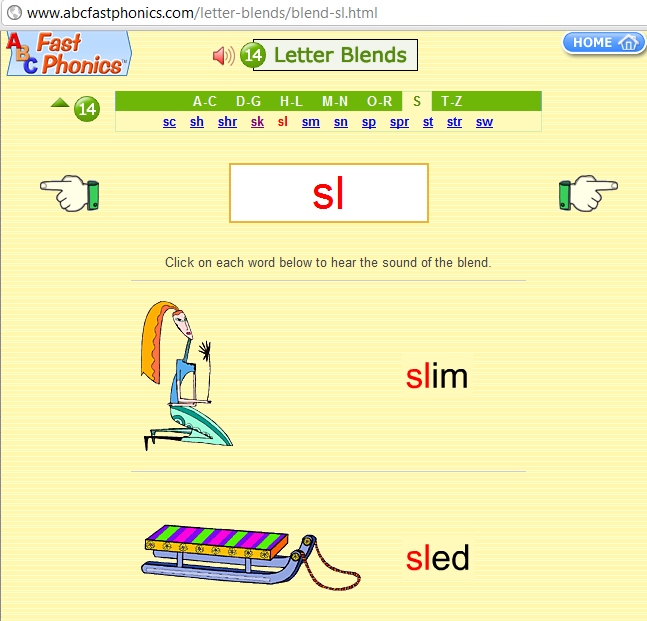 www.abcfastphonics.com/letter-blends/blend-sl.html
ABC Fast Phonics™
14 Letter Blends
HOME
14
A-C D-G H-L M-N O-R S T-Z
sc sh shr sk sl sm sn sp spr st str sw
sl
Click on each word below to hear the sound of the blend.
slim
sled